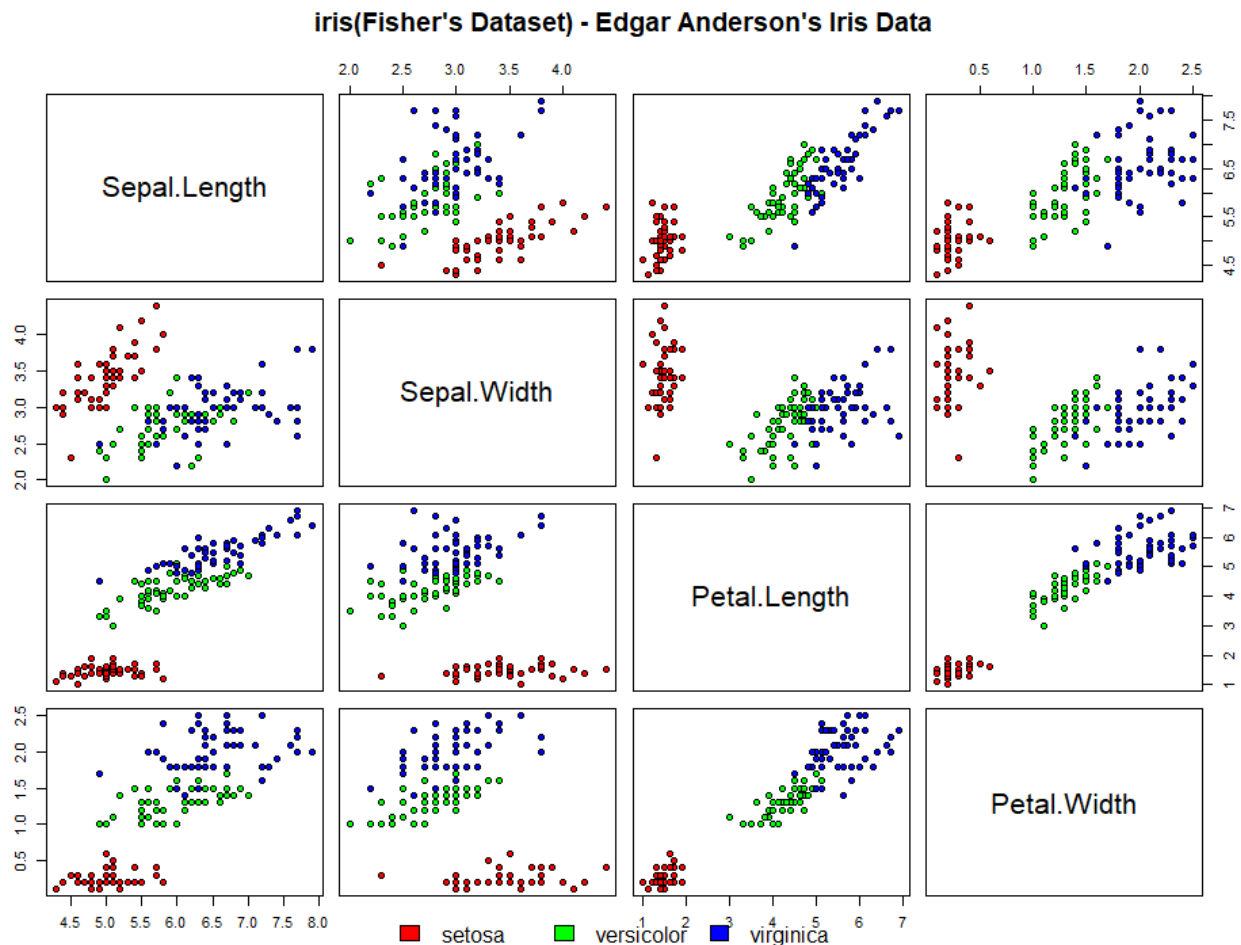 iris(Fisher's Dataset) - Edgar Anderson's Iris Data
2.0 2.5 3.0 3.5 4.0
0.5 1.0 1.5 2.0 2.5
Sepal.Length
4.5 5.5 6.5 7.5
2.0 2.5 3.0 3.5 4.0
Sepal.Width
Petal.Length
1 2 3 4 5 6 7
0.5 1.0 1.5 2.0 2.5
Petal.Width
4.5 5.0 5.5 6.0 6.5 7.0 7.5 8.0
1 2 3 4 5 6 7
setosa versicolor virginica